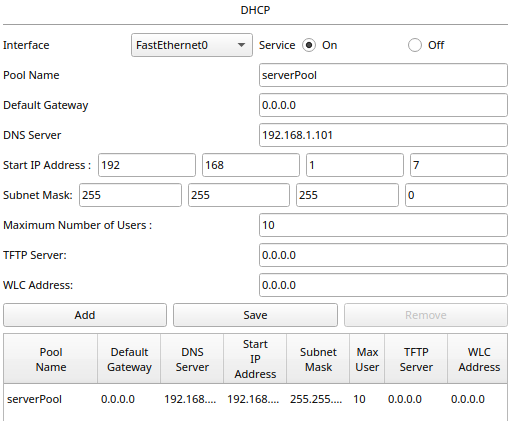 DHCP
Interface FastEthernet0 Service On Off
Pool Name serverPool
Default Gateway 0.0.0.0
DNS Server 192.168.1.101
Start IP Address : 192 168 1 7
Subnet Mask: 255 255 255 0
Maximum Number of Users : 10
TFTP Server: 0.0.0.0
WLC Address: 0.0.0.0
Add Save Remove
Pool Name Default Gateway DNS Server Start IP Address Subnet Mask Max User TFTP Server WLC Address
serverPool 0.0.0.0 192.168.... 192.168.... 255.255.... 10 0.0.0.0 0.0.0.0